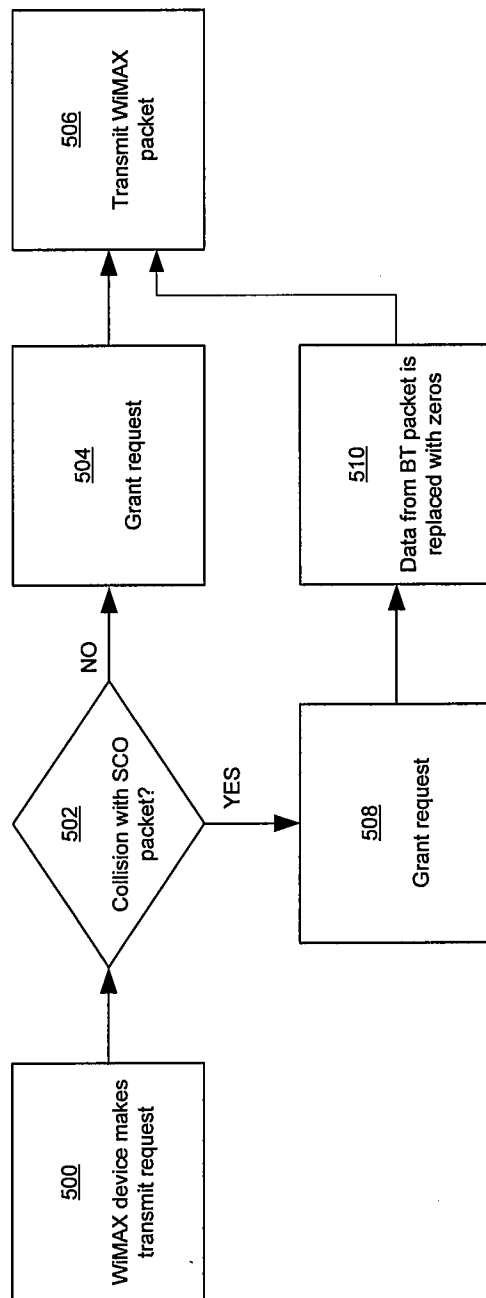 500
WiMAX device makes
transmit request
502
Collision with SCO
packet?
NO
YES
504
Grant request
506
Transmit WiMAX
packet
508
Grant request
510
Data from BT packet is
replaced with zeros